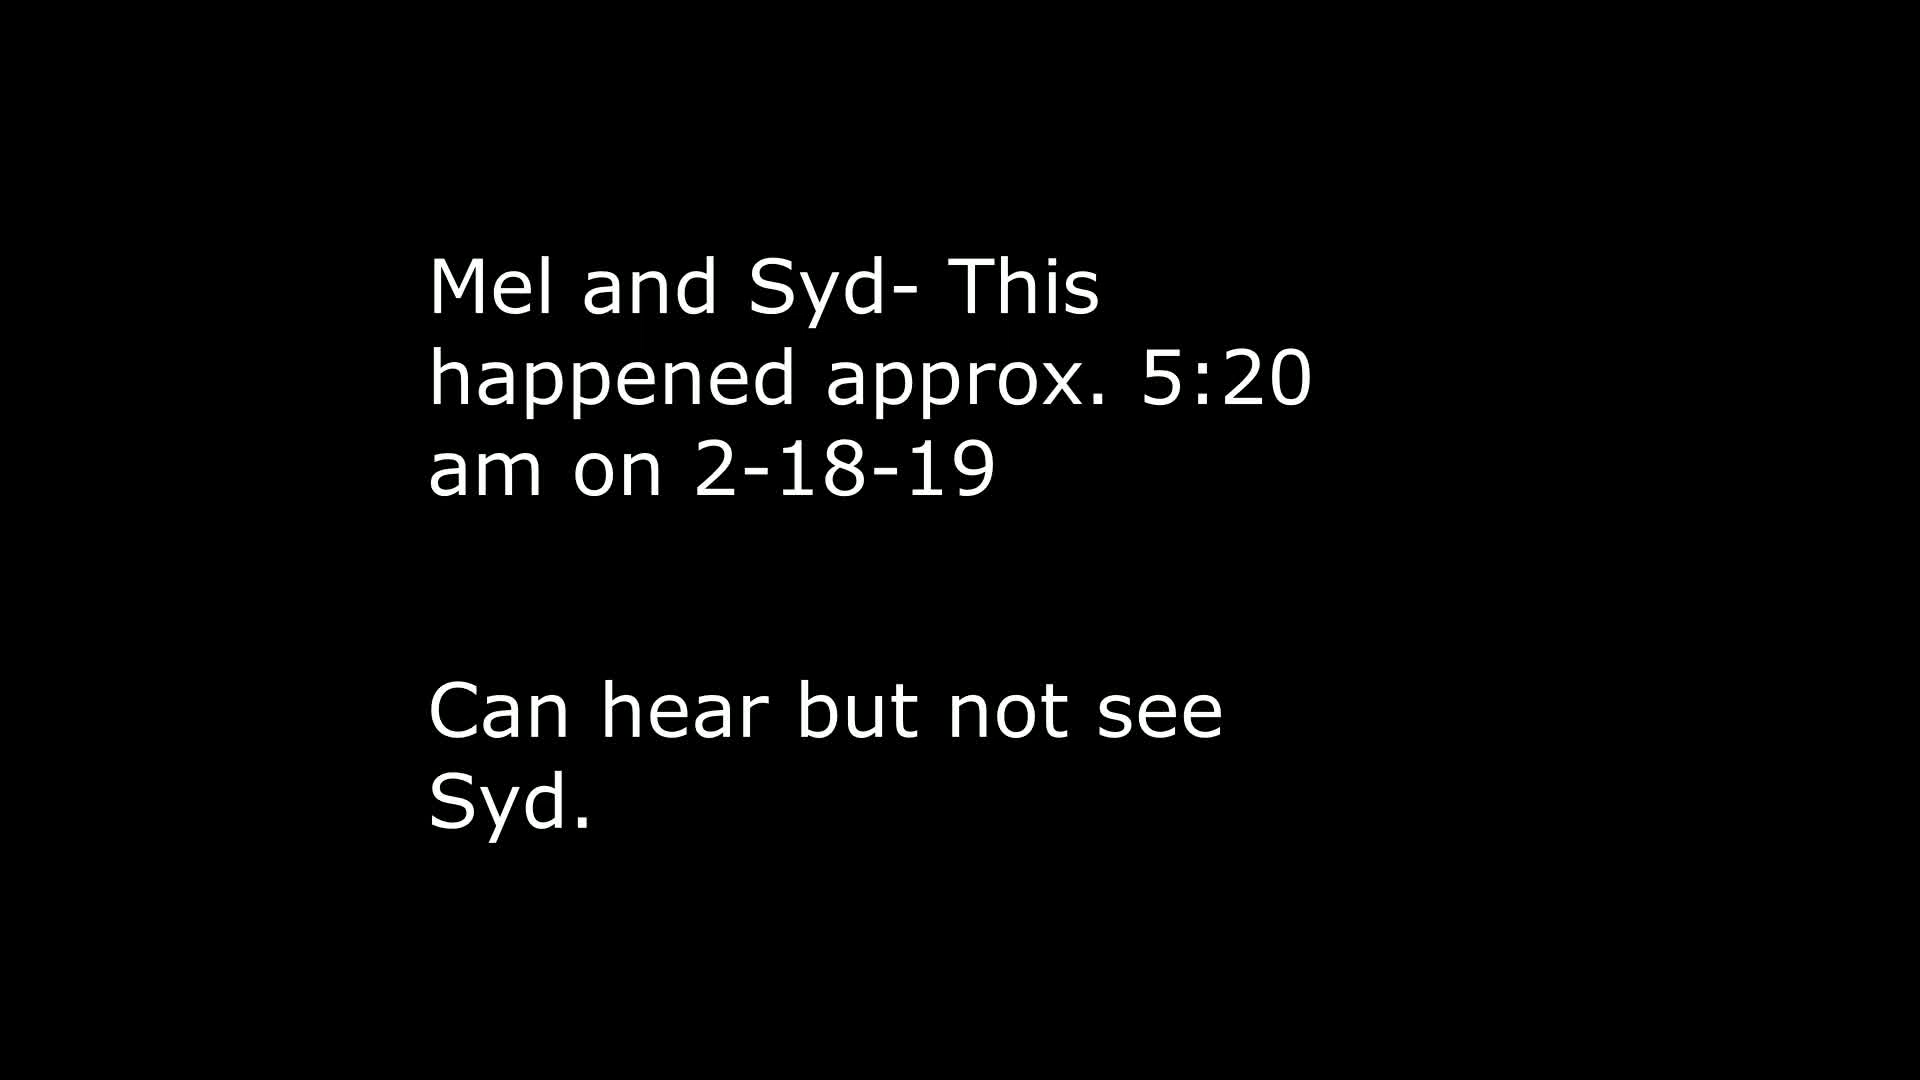 Mel and Syd- This
happened approx. 5:20
am on 2-18-19
Can hear but not see
Syd.